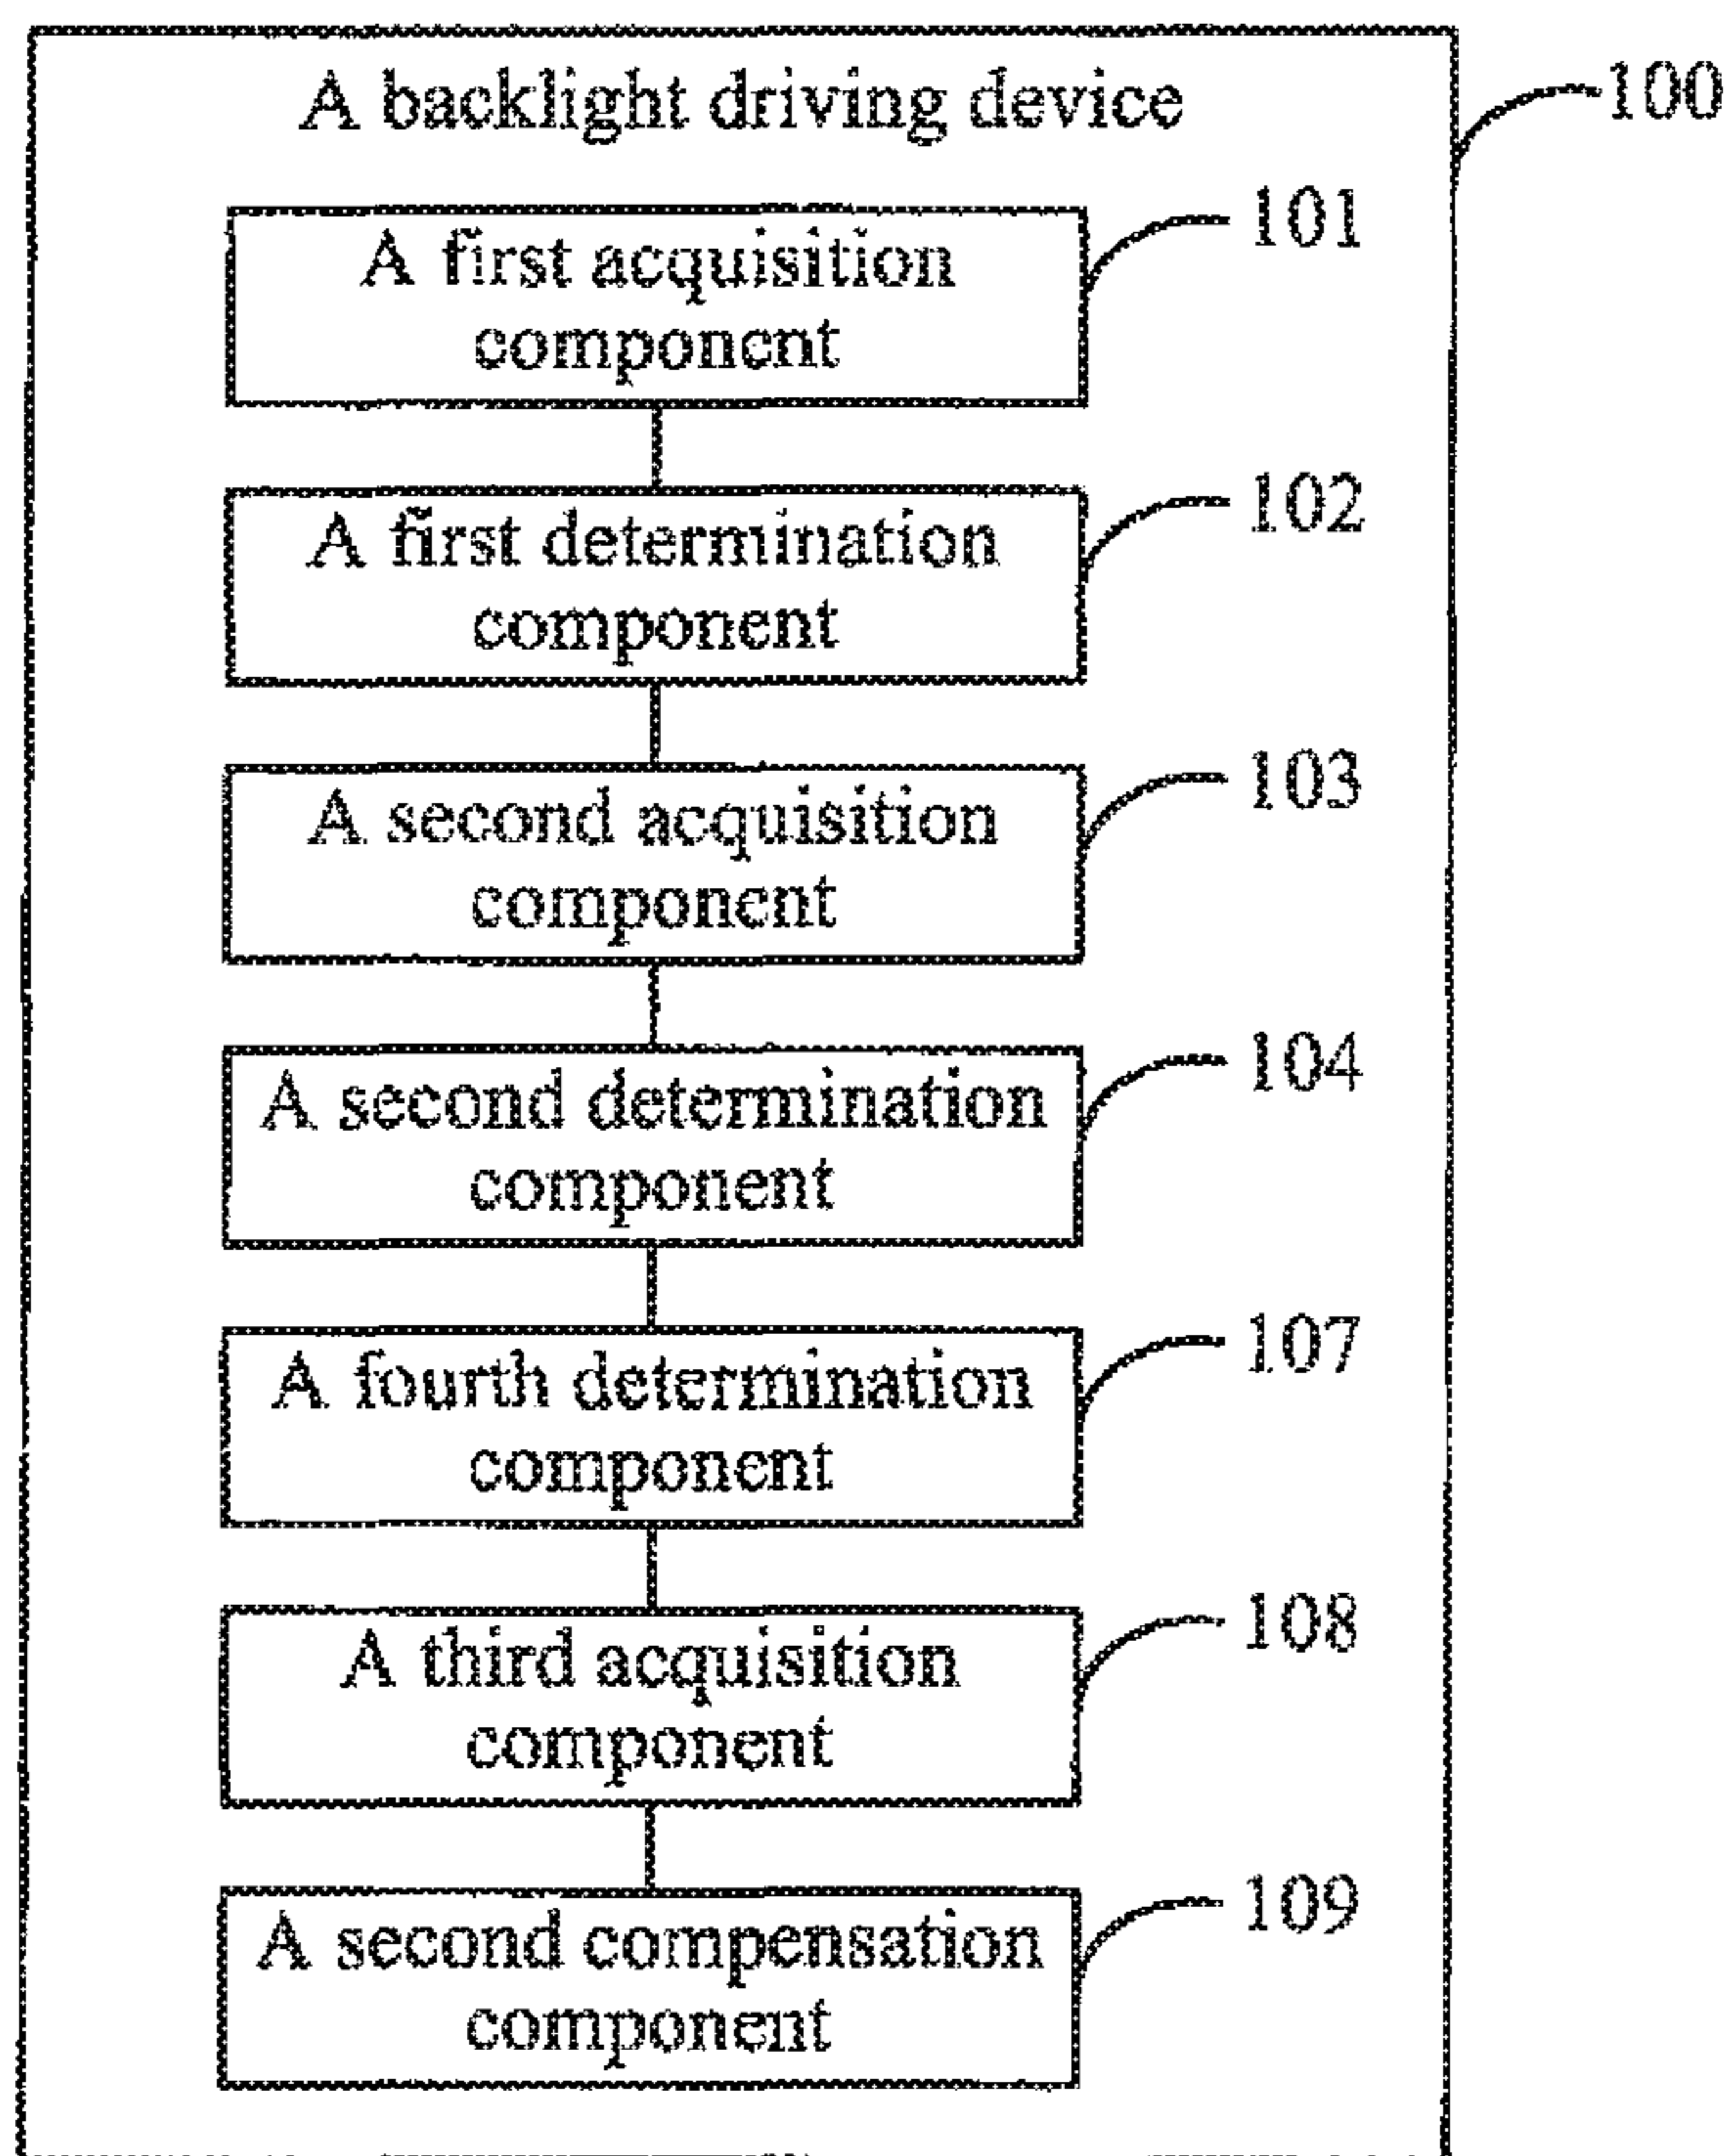 A backlight driving device
100
A first acquisition
component
101
A first determination
component
102
A second acquisition
component
103
A second determination
component
104
A fourth determination
component
107
A third acquisition
component
108
A second compensation
component
109